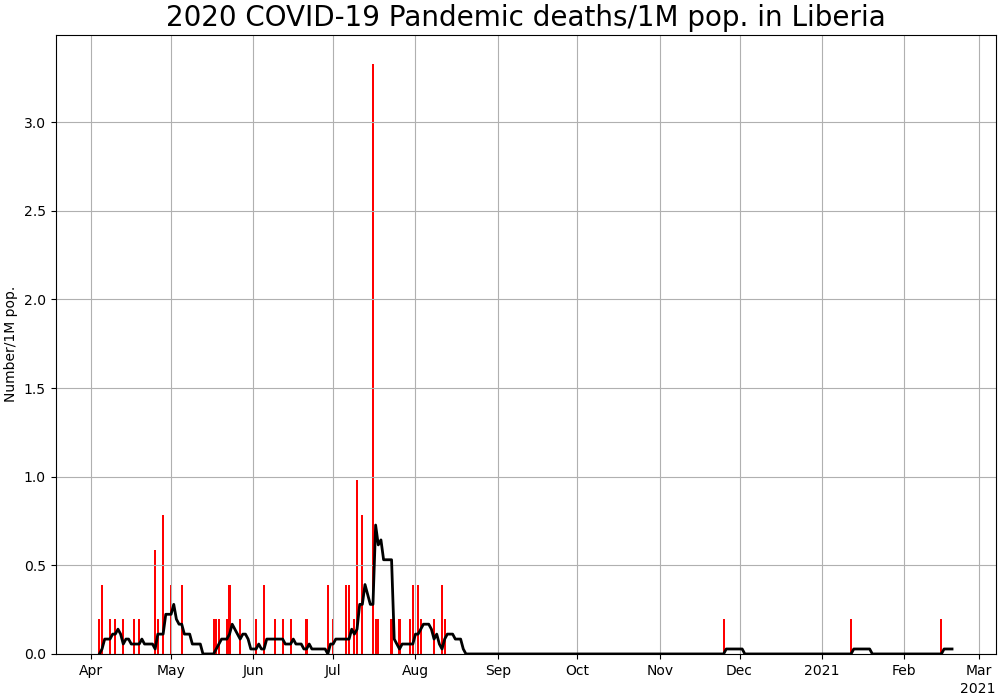 2020 COVID-19 Pandemic deaths/1M pop. in Liberia
Number/1M pop.
3.0
2.5
2.0
1.5
1.0
0.5
0.0
Apr May Jun Jul Aug Sep Oct Nov Dec 2021 Feb Mar
2021